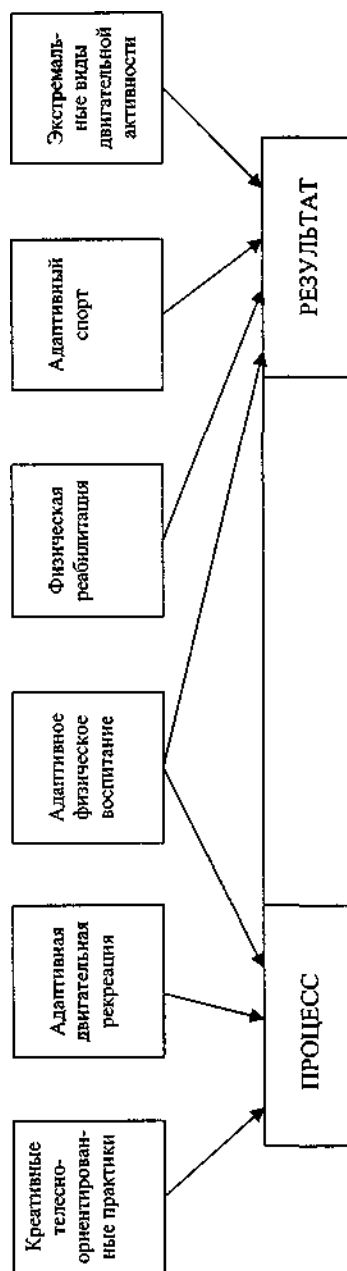 Креативные
телесно-
ориентирован-
ные практики
Адаптивная
двигательная
рекреация
Адаптивное
физическое
воспитание
Физическая
реабилитация
Адаптивный
спорт
Экстремаль-
ные виды
двигательной
активности
ПРОЦЕСС
РЕЗУЛЬТАТ